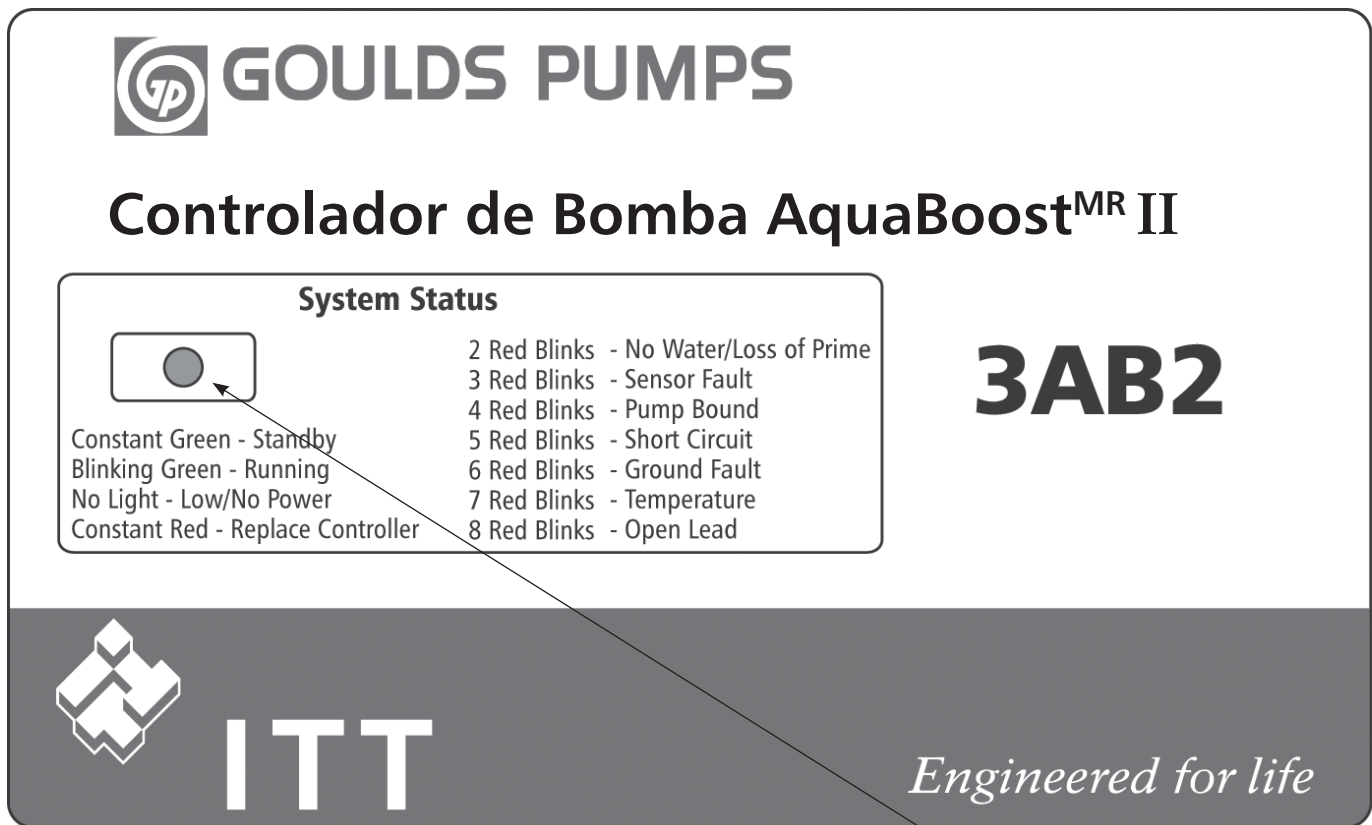 GOULDS PUMPS
Controlador de Bomba AquaBoostMR II
System Status
2 Red Blinks - No Water/Loss of Prime
3 Red Blinks - Sensor Fault
4 Red Blinks - Pump Bound
5 Red Blinks - Short Circuit
6 Red Blinks - Ground Fault
7 Red Blinks - Temperature
8 Red Blinks - Open Lead
Constant Green - Standby
Blinking Green - Running
No Light - Low/No Power
Constant Red - Replace Controller
3AB2
ITT
Engineered for life